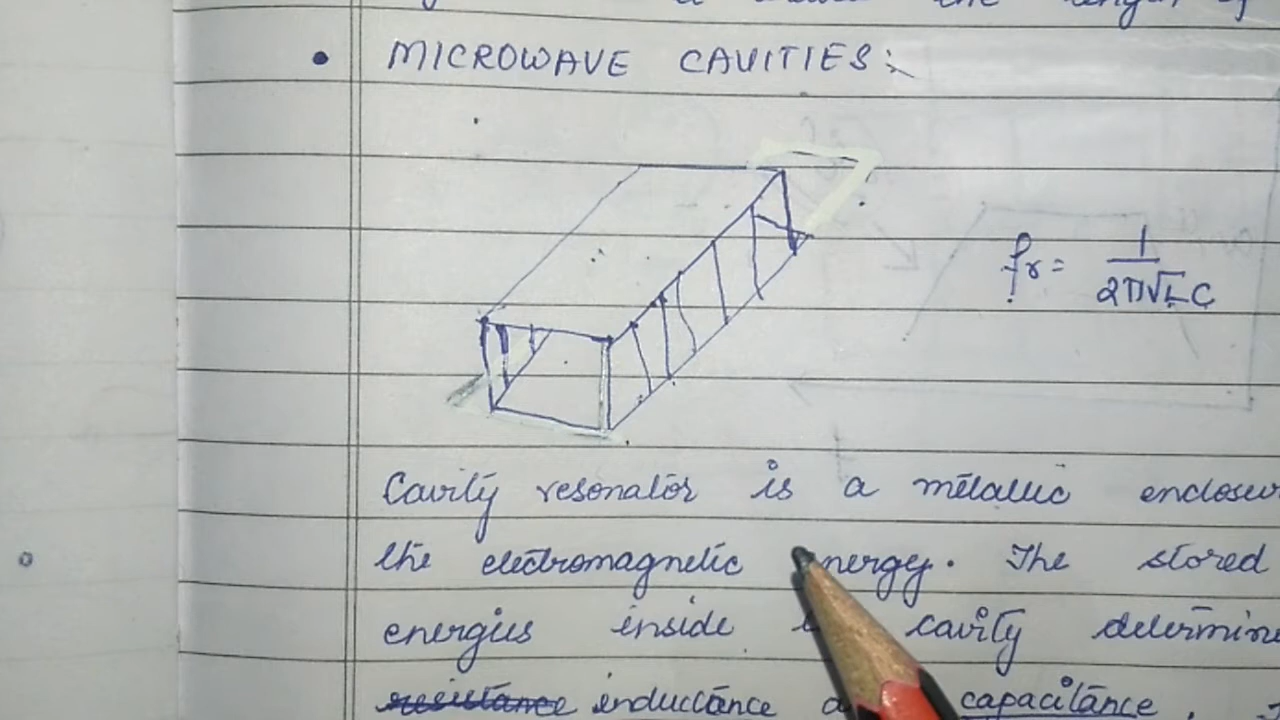 • MICROWAVE CAVITIES:
fr = 1 / 2π√LC
Cavity resonator is a metallic
the electromagnetic energy. The stored
energies inside cavity
resistance inductance capacitance.